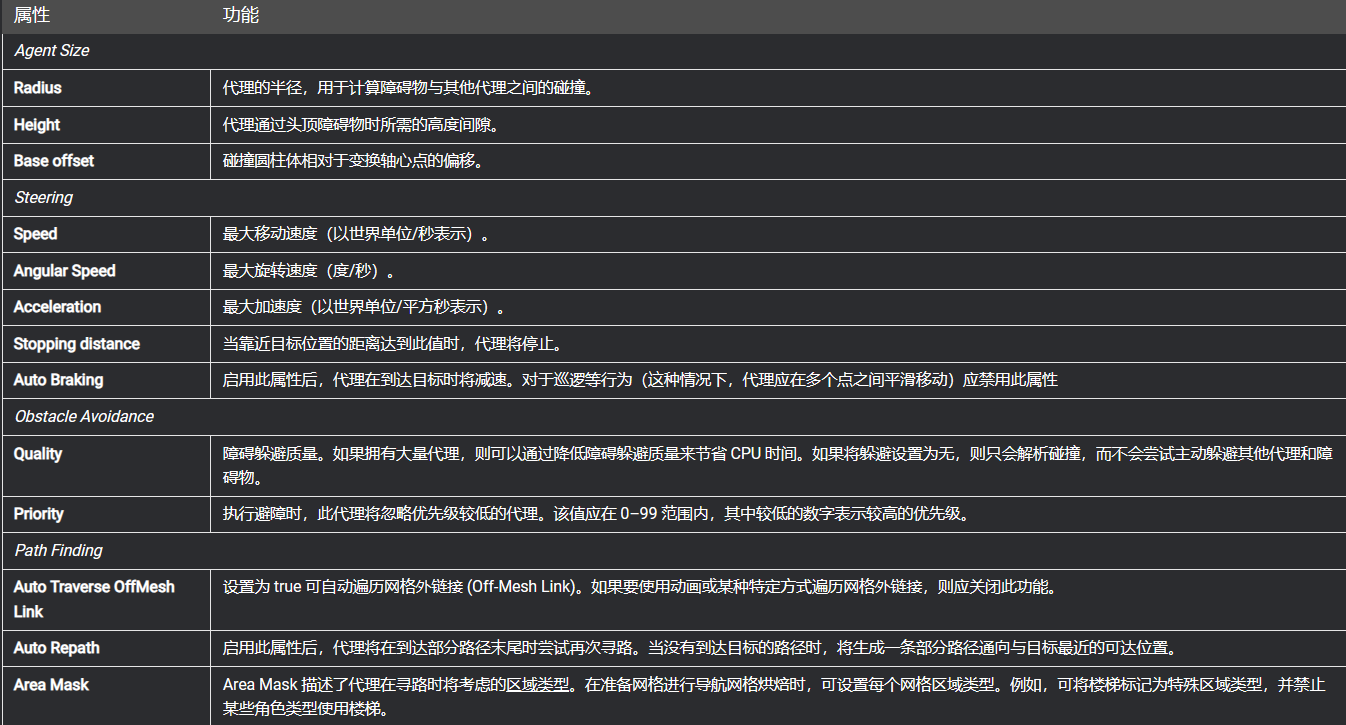 属性 功能
Agent Size
Radius 代理的半径，用于计算障碍物与其他代理之间的碰撞。
Height 代理通过头顶障碍物时所需的高度间隙。
Base offset 碰撞圆柱体相对于变换轴心点的偏移。
Steering
Speed 最大移动速度（以世界单位/秒表示）。
Angular Speed 最大旋转速度（度/秒）。
Acceleration 最大加速度（以世界单位/平方秒表示）。
Stopping distance 当靠近目标位置的距离达到此值时，代理将停止。
Auto Braking 启用此属性后，代理在到达目标时将减速。对于巡逻等行为（这种情况下，代理应在多个点之间平滑移动）应禁用此属性
Obstacle Avoidance
Quality 障碍躲避质量。如果拥有大量代理，则可以通过降低障碍躲避质量来节省 CPU 时间。如果将躲避设置为无，则只会解析碰撞，而不会尝试主动躲避其他代理和障
碍物。
Priority 执行避障时，此代理将忽略优先级较低的代理。该值应在 0–99 范围内，其中较低的数字表示较高的优先级。
Path Finding
Auto Traverse OffMesh 设置为 true 可自动遍历网格外链接 (Off-Mesh Link)。如果要使用动画或某种特定方式遍历网格外链接，则应关闭此功能。
Link
Auto Repath 启用此属性后，代理将在到达部分路径末尾时尝试再次寻路。当没有到达目标的路径时，将生成一条部分路径通向与目标最近的可达位置。
Area Mask Area Mask 描述了代理在寻路时将考虑的区域类型。在准备网格进行导航网格烘焙时，可设置每个网格区域类型。例如，可将楼梯标记为特殊区域类型，并禁止
某些角色类型使用楼梯。